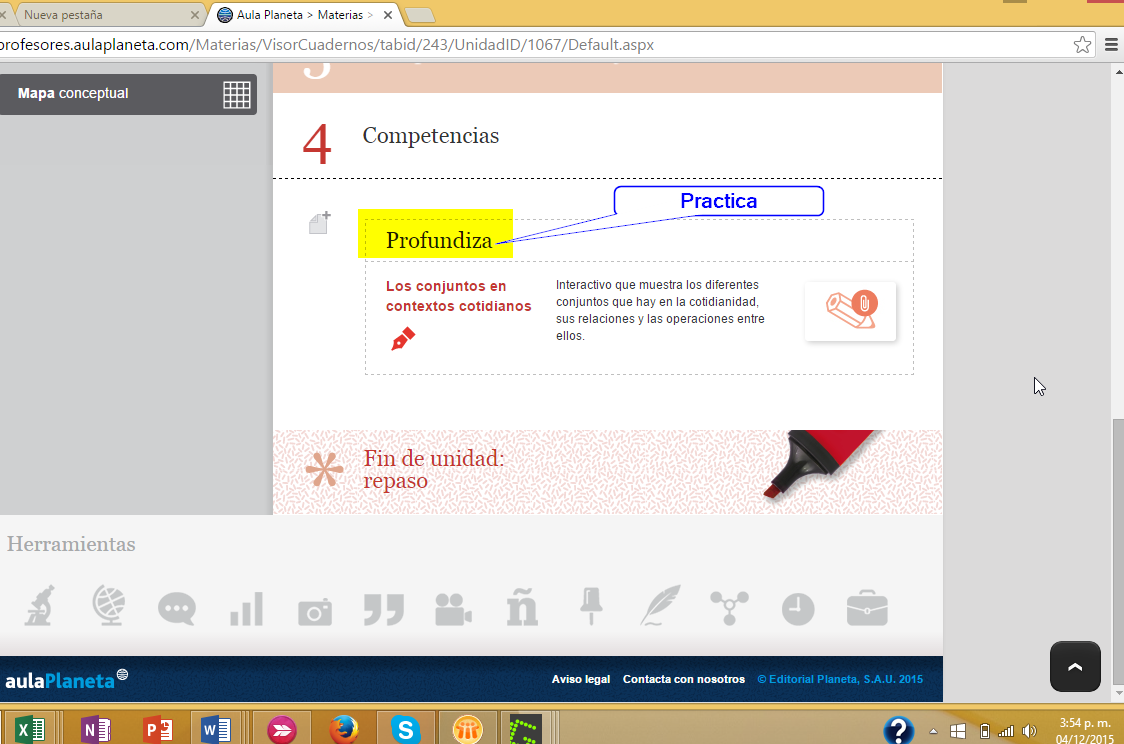 Nueva pestaña
Aula Planeta > Materias >
profesores.aulaplaneta.com/Materias/VisorCuadernos/tabid/243/UnidadID/1067/Default.aspx
Mapa conceptual
4 Competencias
Practica
Profundiza
Los conjuntos en
contextos cotidianos
Interactivo que muestra los diferentes
conjuntos que hay en la cotidianidad,
sus relaciones y las operaciones entre
ellos.
Fin de unidad:
repaso
Herramientas
ñ
aulaPlaneta
Aviso legal Contacta con nosotros © Editorial Planeta, S.A.U. 2015
3:54 p. m.
04/12/2015